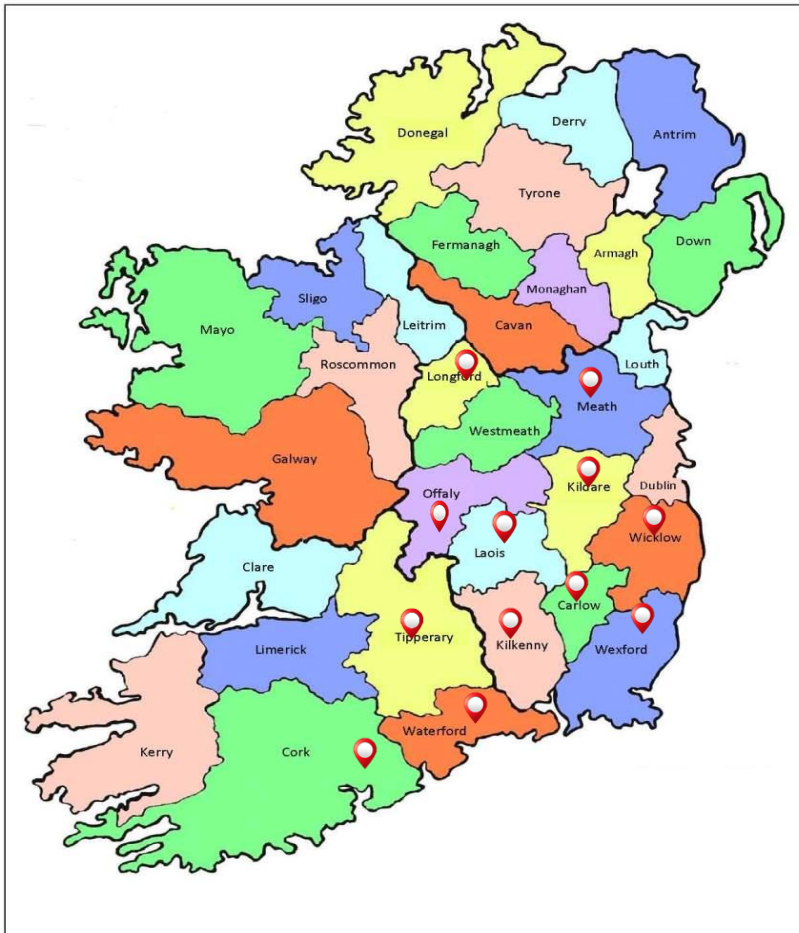 Derry
Antrim
Donegal
Tyrone
Down
Fermanagh
Armagh
Monaghan
Sligo
Leitrim
Cavan
Mayo
Roscommon
Louth
Longford
Meath
Westmeath
Galway
Dublin
Kildare
Offaly
Wicklow
Laois
Clare
Carlow
Tipperary
Kilkenny
Limerick
Wexford
Waterford
Kerry
Cork